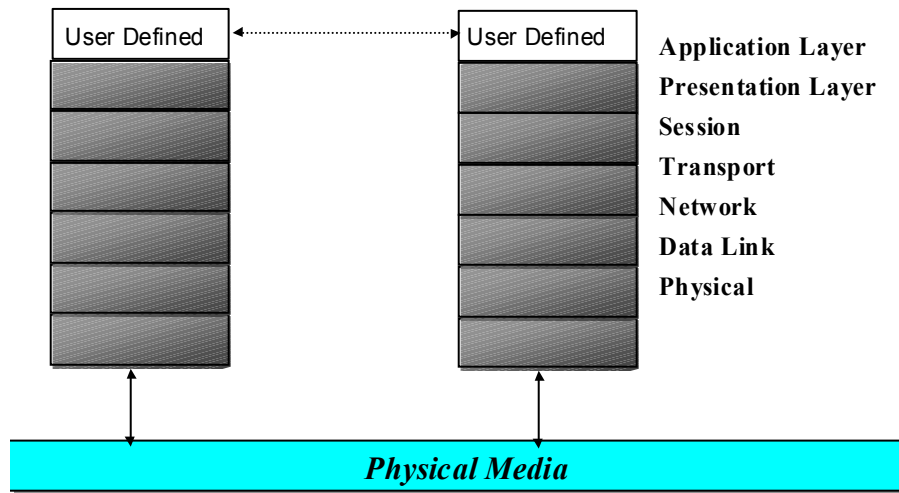 User Defined
User Defined
Application Layer
Presentation Layer
Session
Transport
Network
Data Link
Physical
Physical Media